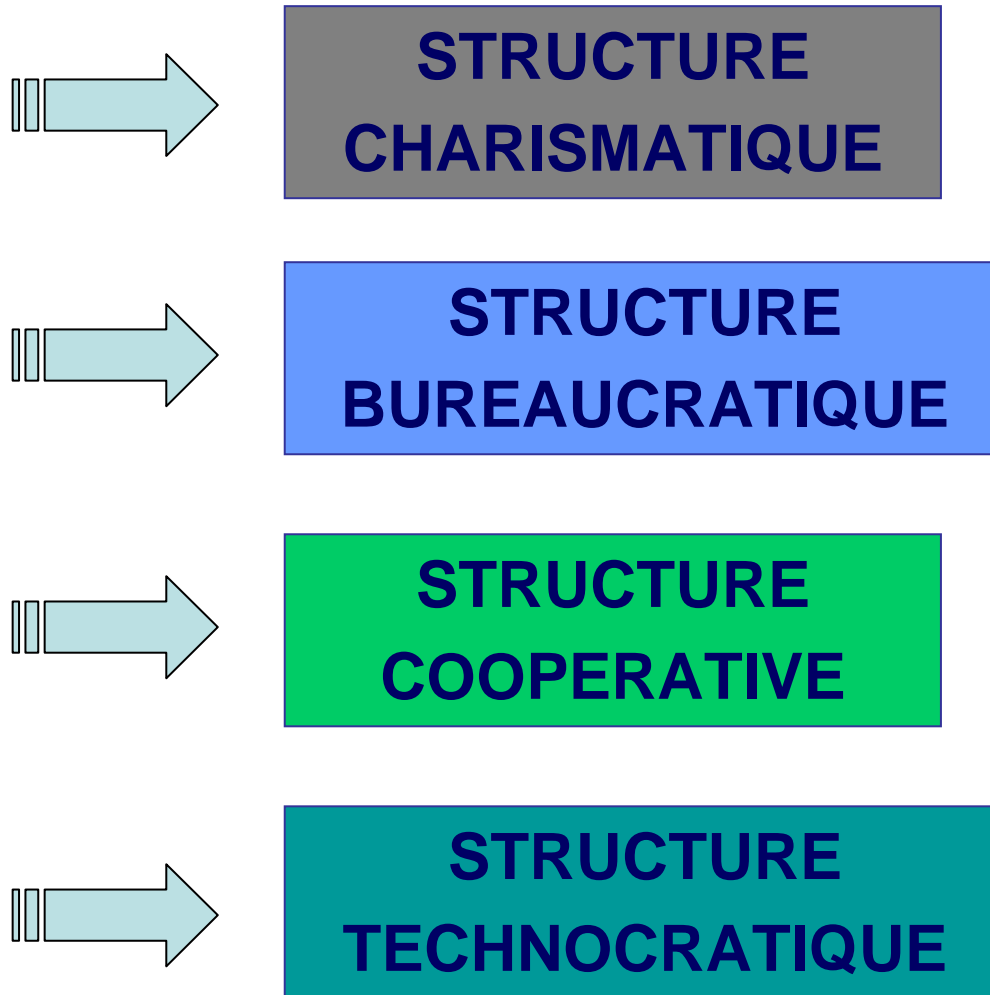 STRUCTURE
CHARISMATIQUE
STRUCTURE
BUREAUCRATIQUE
STRUCTURE
COOPERATIVE
STRUCTURE
TECHNOCRATIQUE